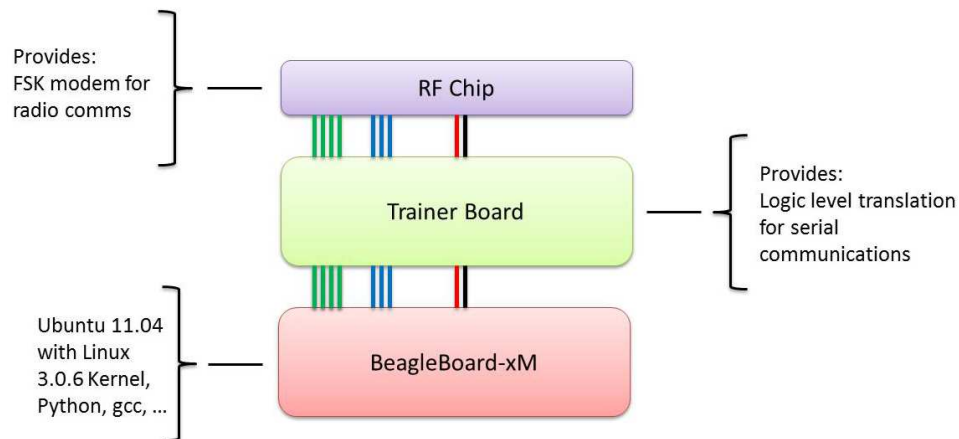 Provides:
FSK modem for
radio comms
RF Chip
Trainer Board
Provides:
Logic level translation
for serial
communications
Ubuntu 11.04
with Linux
3.0.6 Kernel,
Python, gcc, ...
BeagleBoard-xM